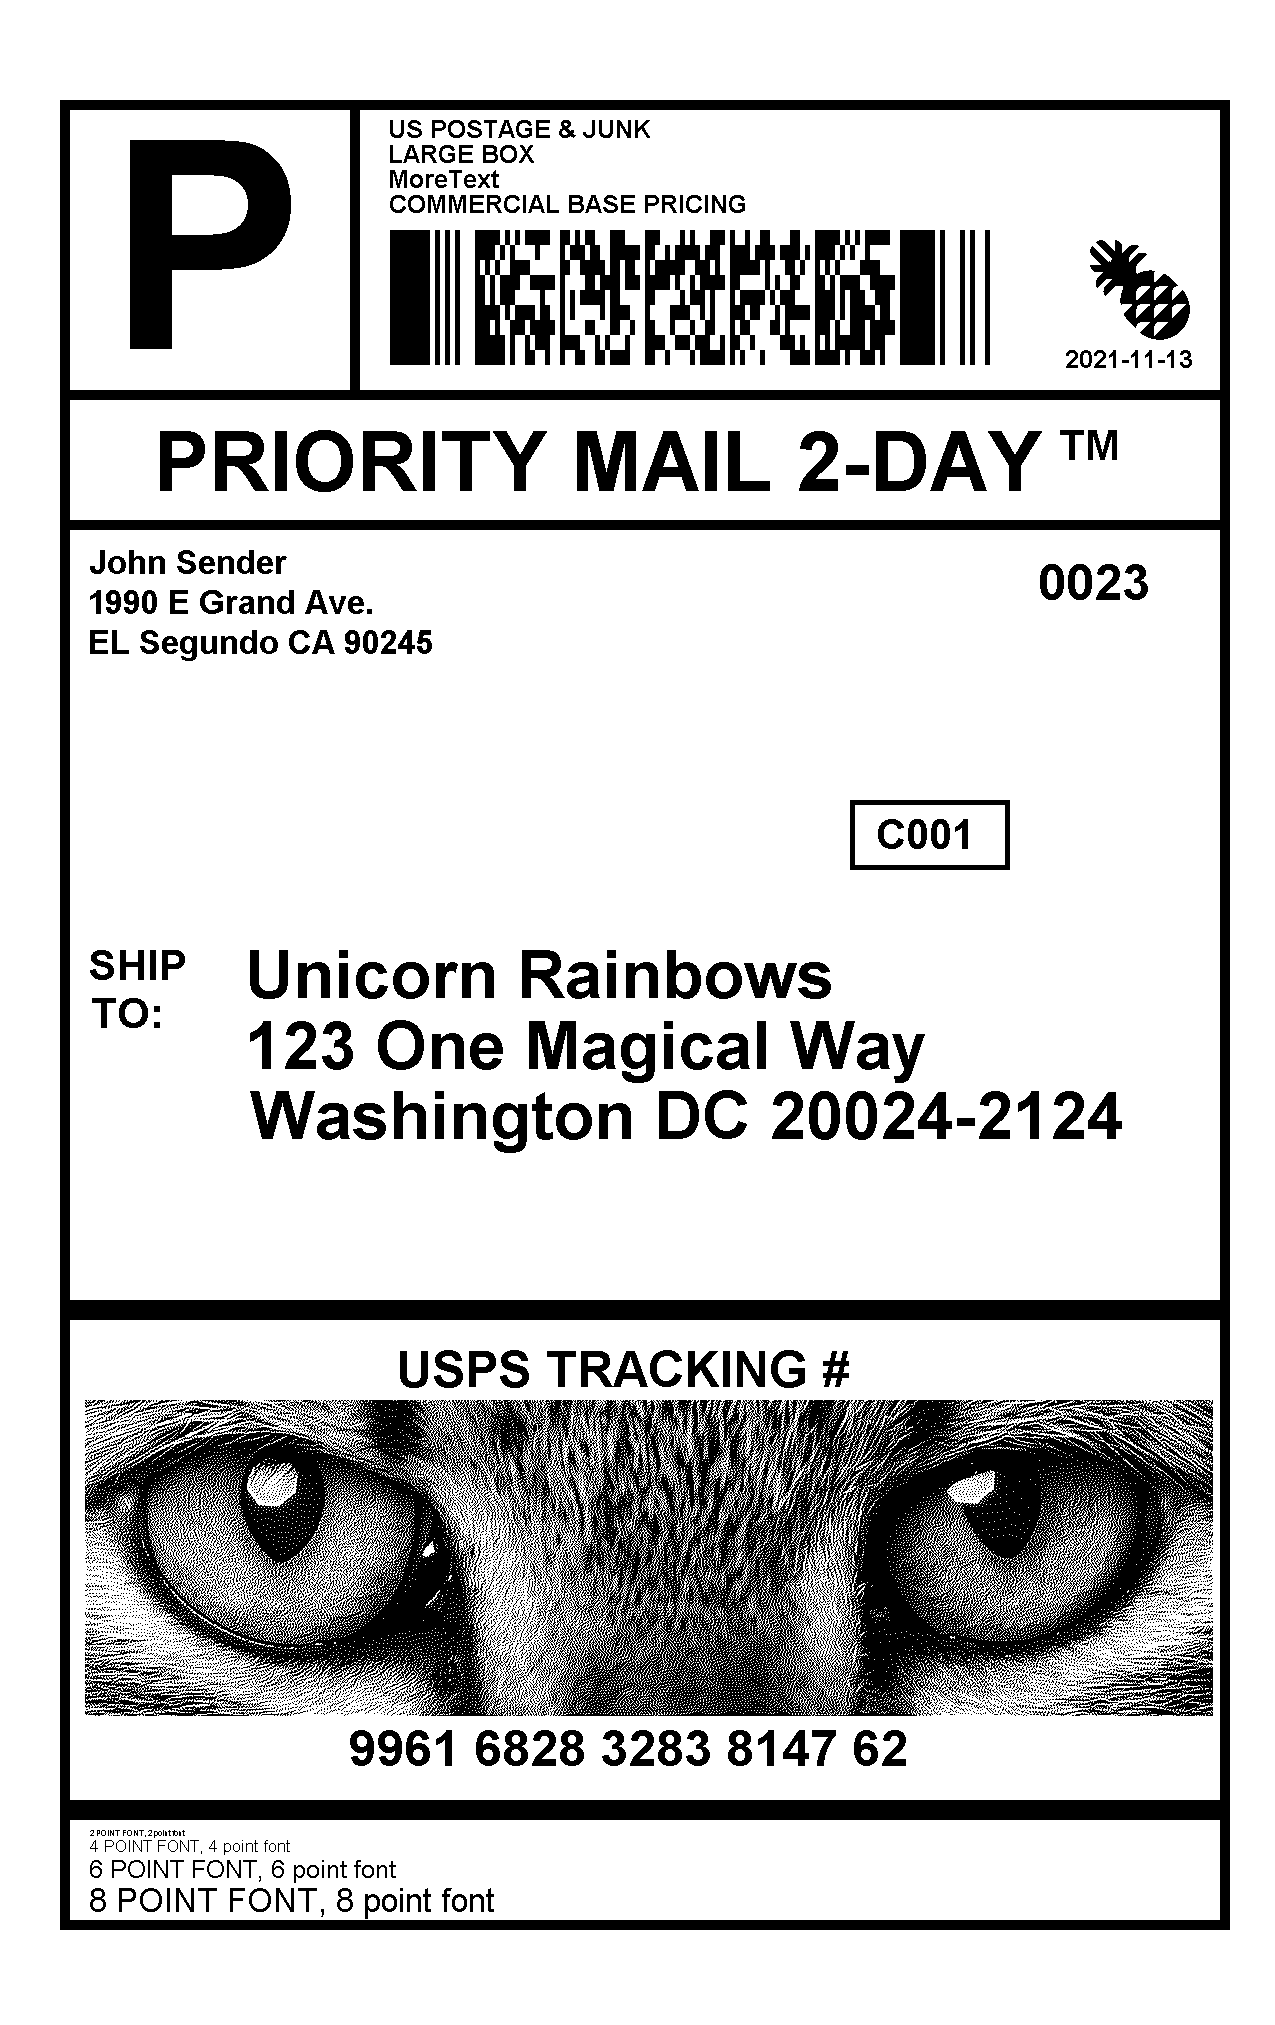 P
US POSTAGE & JUNK
LARGE BOX
MoreText
COMMERCIAL BASE PRICING
2021-11-13
PRIORITY MAIL 2-DAY ™
John Sender
1990 E Grand Ave.
EL Segundo CA 90245
0023
C001
SHIP
TO:
Unicorn Rainbows
123 One Magical Way
Washington DC 20024-2124
USPS TRACKING #
9961 6828 3283 8147 62
2 POINT FONT, 2 point font
4 POINT FONT, 4 point font
6 POINT FONT, 6 point font
8 POINT FONT, 8 point font